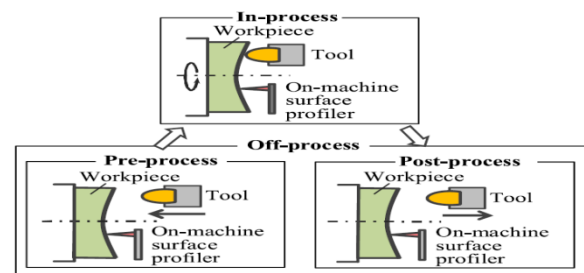 In-process
Workpiece
Tool
On-machine
surface
profiler
Off-process
Pre-process
Workpiece
Tool
On-machine
surface
profiler
Post-process
Workpiece
Tool
On-machine
surface
profiler